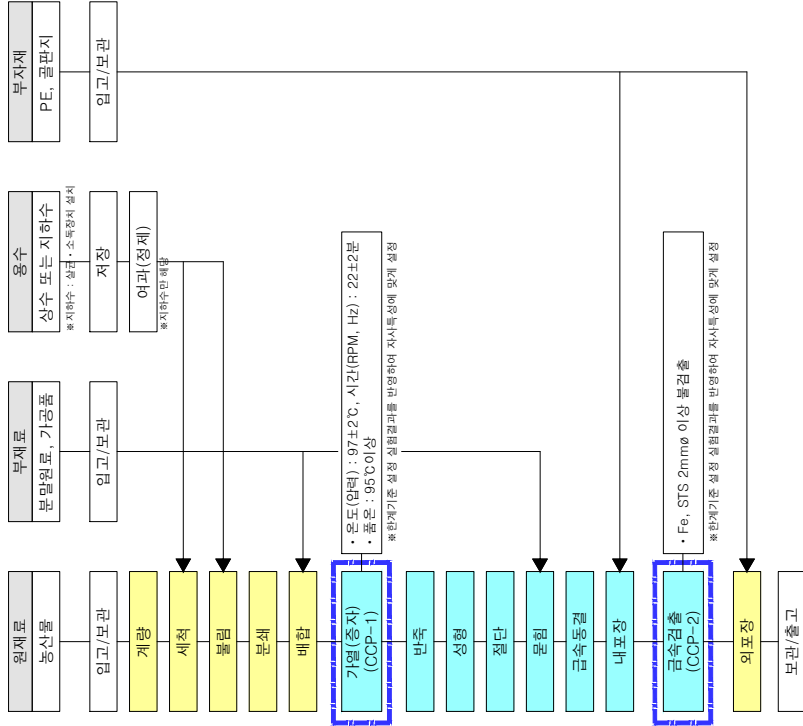 원재료
농산물
입고/보관
계량
세척
불림
분쇄
배합
가열(증자)
(CCP-1)
반죽
성형
절단
묻힘
급속동결
내포장
금속검출
(CCP-2)
외포장
보관/출고
부재료
분말원료, 가공품
입고/보관
• 온도(압력) : 97±2℃, 시간(RPM, Hz) : 22±2분
• 품온 : 95℃이상
※한계기준 설정 실험결과를 반영하여 자사특성에 맞게 설정
• Fe, STS 2mmø 이상 불검출
※한계기준 설정 실험결과를 반영하여 자사특성에 맞게 설정
용수
상수 또는 지하수
※지하수 : 살균•소독장치 설치
저장
여과(정제)
※지하수만 해당
부자재
PE, 골판지
입고/보관